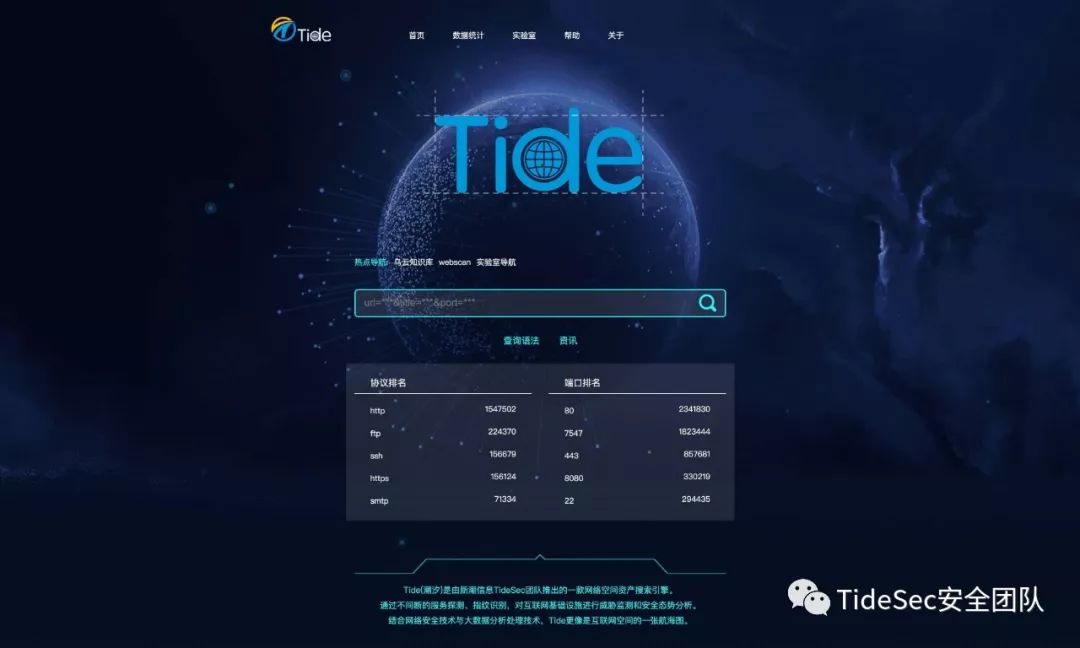 Tide
首页 数据统计 实验室 帮助 关于
Tide
热点导航: 乌云知识库 webscan 实验室导航
url="***"&title="***"&port="***"
查询语法 资讯
协议排名 端口排名
http 1547502 80 2341830
ftp 224370 7547 1823444
ssh 156679 443 857681
https 156124 8080 330219
smtp 71334 22 294435
Tide(潮汐)是由新潮信息TideSec团队推出的一款网络空间资产搜索引擎。
通过不间断的服务探测、指纹识别，对互联网基础设施进行威胁监测和安全态势分析。
结合网络安全技术与大数据分析处理技术，Tide更像是互联网空间的一张航海图。
TideSec安全团队